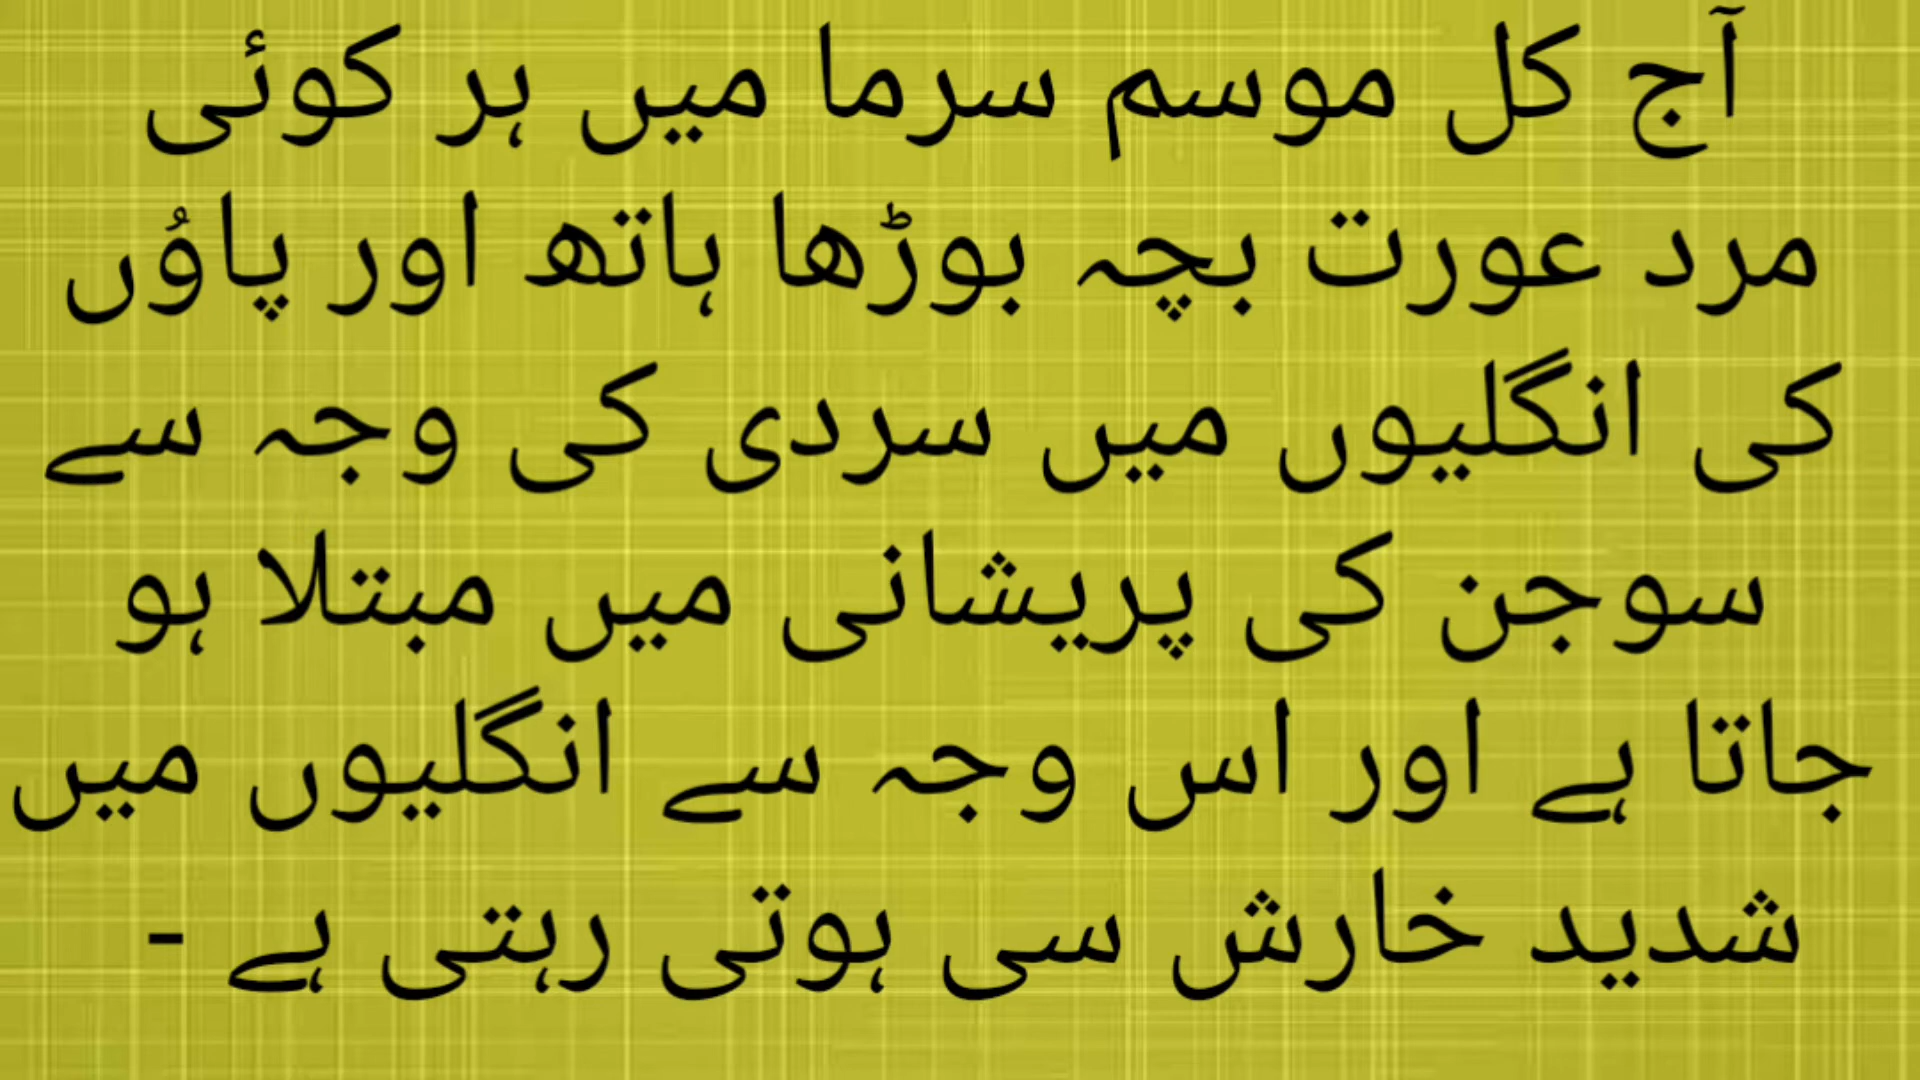 آج کل موسم سرما میں ہر کوئی
مرد عورت بچہ بوڑھا ہاتھ اور پاؤں
کی انگلیوں میں سردی کی وجہ سے
سوجن کی پریشانی میں مبتلا ہو
جاتا ہے اور اس وجہ سے انگلیوں میں
شدید خارش سی ہوتی رہتی ہے -